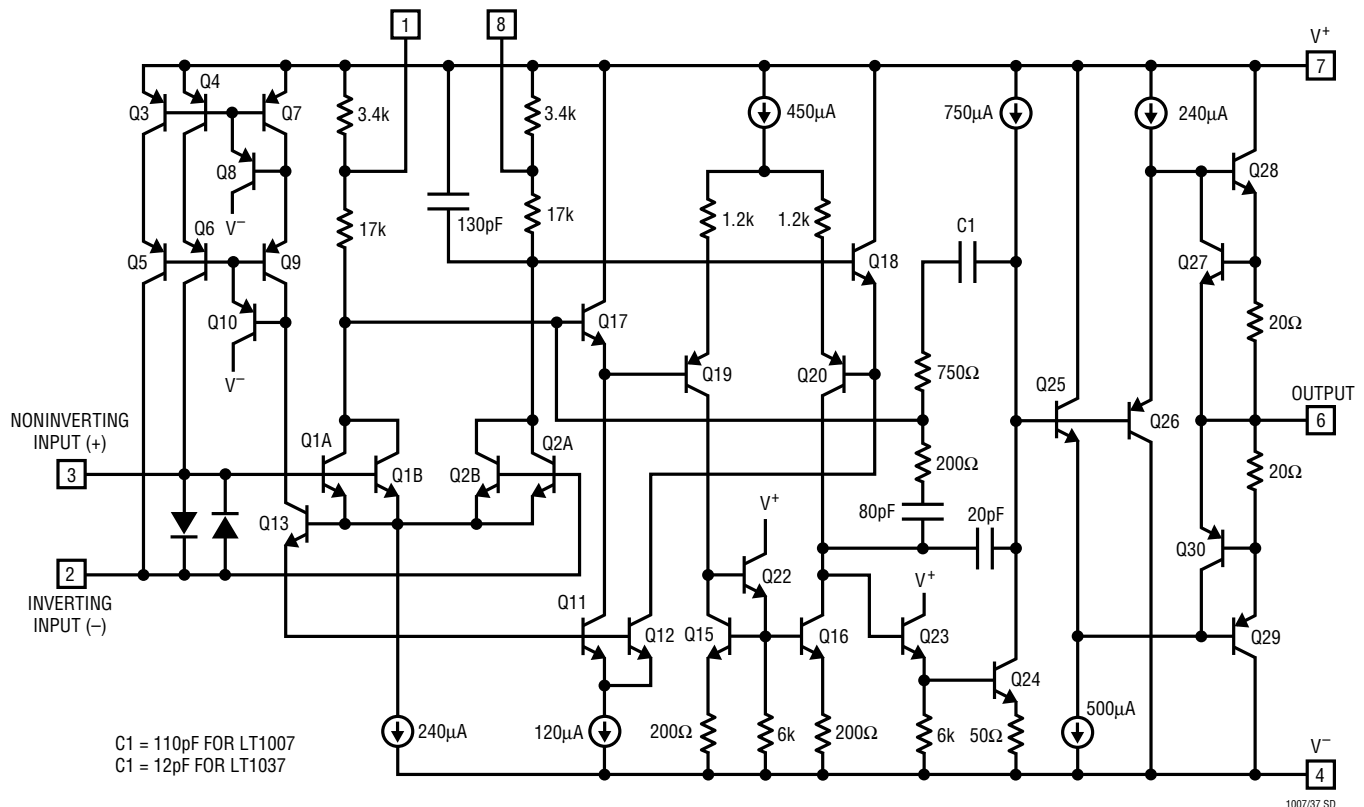 1
8
V+
7
Q3
Q4
Q7
3.4k
3.4k
450µA
750µA
240µA
Q8
Q28
V–
130pF
17k
17k
1.2k
1.2k
C1
Q6
Q5
Q9
Q18
Q27
Q10
Q17
20Ω
V–
Q19
Q20
750Ω
Q25
Q26
OUTPUT
6
NONINVERTING
INPUT (+)
3
Q1A
Q1B
Q2B
Q2A
200Ω
20Ω
Q13
V+
80pF
20pF
Q30
2
INVERTING
INPUT (–)
Q22
V+
Q11
Q12
Q15
Q16
Q23
Q29
Q24
240µA
120µA
200Ω
6k
200Ω
6k
50Ω
500µA
C1 = 110pF FOR LT1007
C1 = 12pF FOR LT1037
V–
4
1007/37 SD